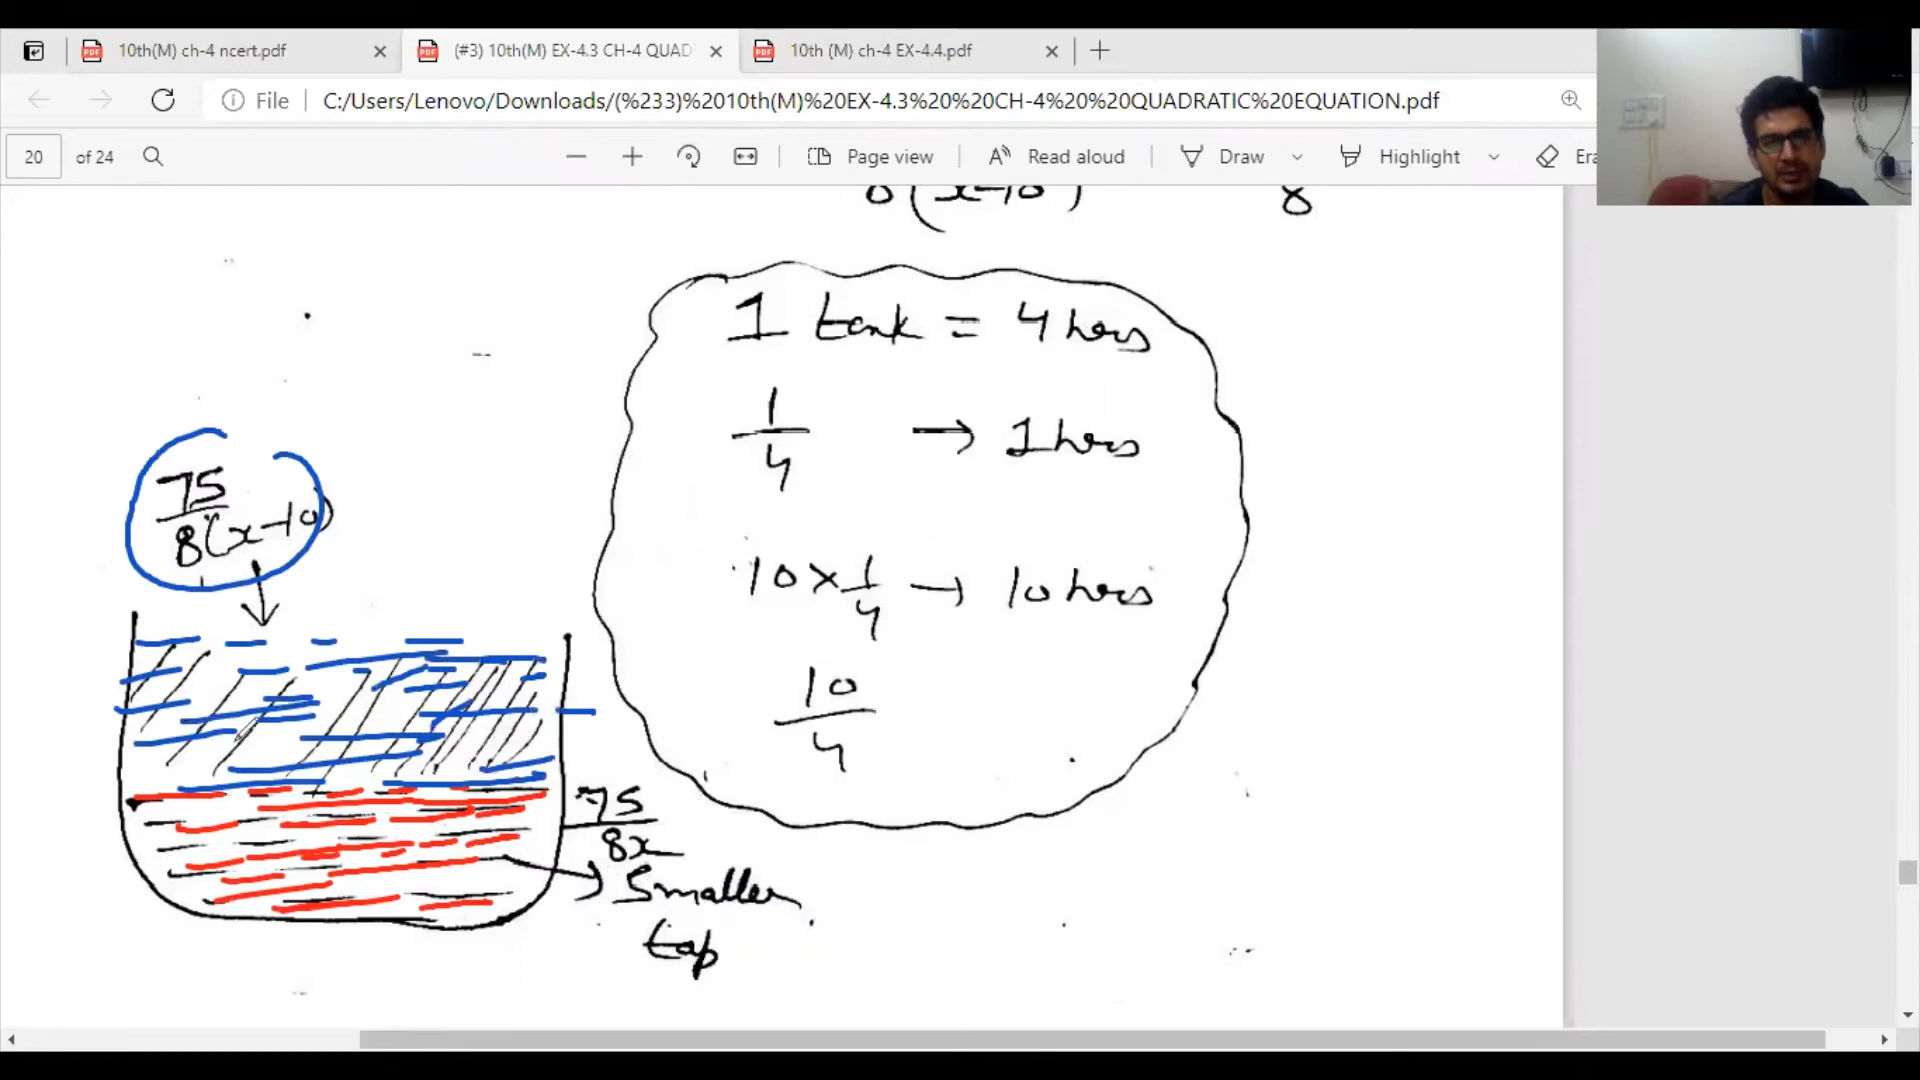 10th(M) ch-4 ncert.pdf
(#3) 10th(M) EX-4.3 CH-4 QUAD
10th (M) ch-4 EX-4.4.pdf
File
C:/Users/Lenovo/Downloads/(%233)%2010th(M)%20EX-4.3%20%20CH-4%20%20QUADRATIC%20EQUATION.pdf
20 of 24
Page view
Read aloud
Draw
Highlight
Era
8(x-10) 8
1 tank = 4 hrs
1/4 → 1 hrs
10×1/4 → 10 hrs
10/4
75/8(x-10)
75/8x
Smaller
tap